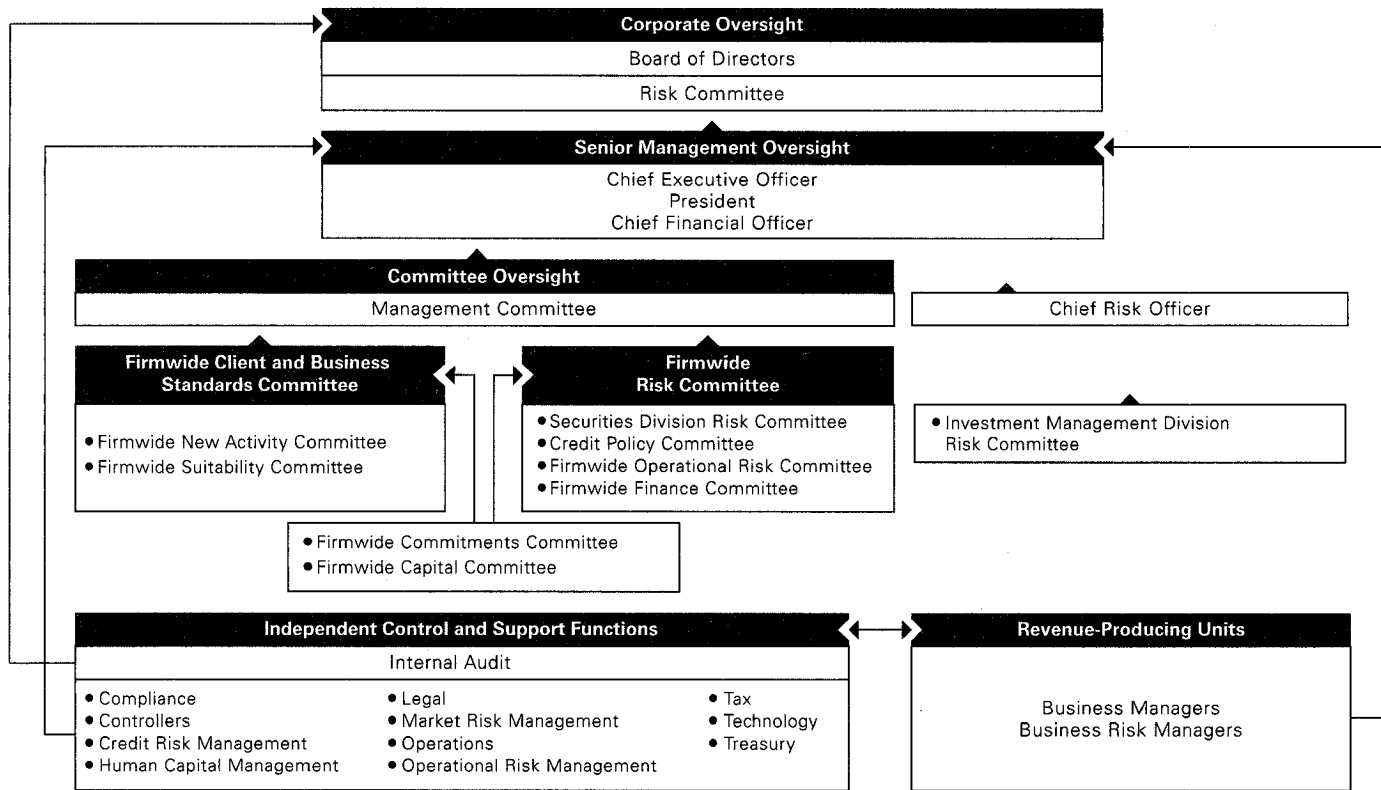 Corporate Oversight
Board of Directors
Risk Committee
Senior Management Oversight
Chief Executive Officer
President
Chief Financial Officer
Committee Oversight
Management Committee
Chief Risk Officer
Firmwide Client and Business
Standards Committee
• Firmwide New Activity Committee
• Firmwide Suitability Committee
Firmwide
Risk Committee
• Securities Division Risk Committee
• Credit Policy Committee
• Firmwide Operational Risk Committee
• Firmwide Finance Committee
• Investment Management Division
Risk Committee
• Firmwide Commitments Committee
• Firmwide Capital Committee
Independent Control and Support Functions
Internal Audit
• Compliance
• Controllers
• Credit Risk Management
• Human Capital Management
• Legal
• Market Risk Management
• Operations
• Operational Risk Management
• Tax
• Technology
• Treasury
Revenue-Producing Units
Business Managers
Business Risk Managers